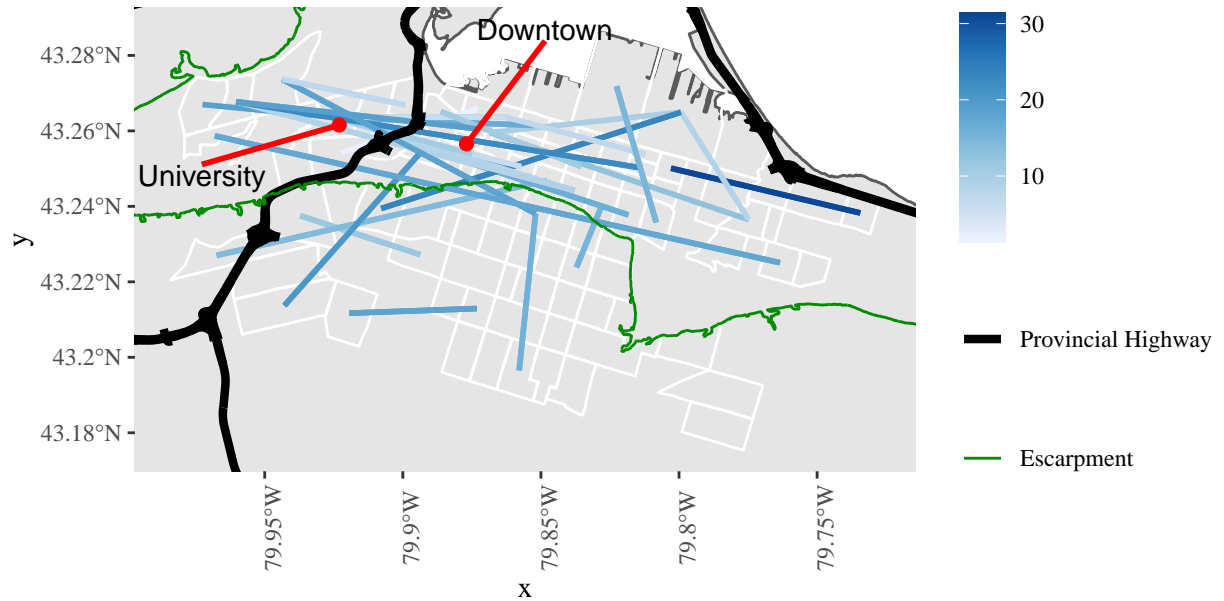 Downtown
University
43.28°N
43.26°N
43.24°N
43.22°N
43.2°N
43.18°N
y
79.95°W
79.9°W
79.85°W
79.8°W
79.75°W
x
30
20
10
Provincial Highway
Escarpment